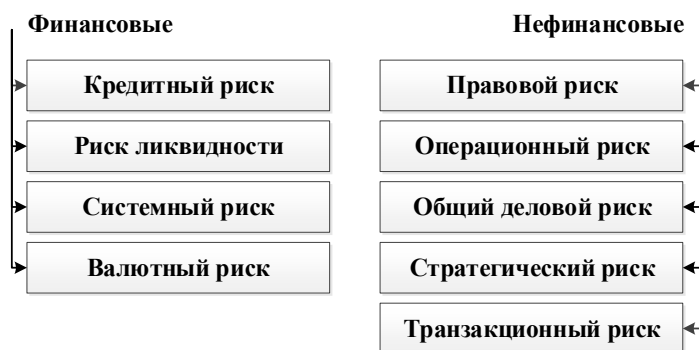 Финансовые
Кредитный риск
Риск ликвидности
Системный риск
Валютный риск
Нефинансовые
Правовой риск
Операционный риск
Общий деловой риск
Стратегический риск
Транзакционный риск